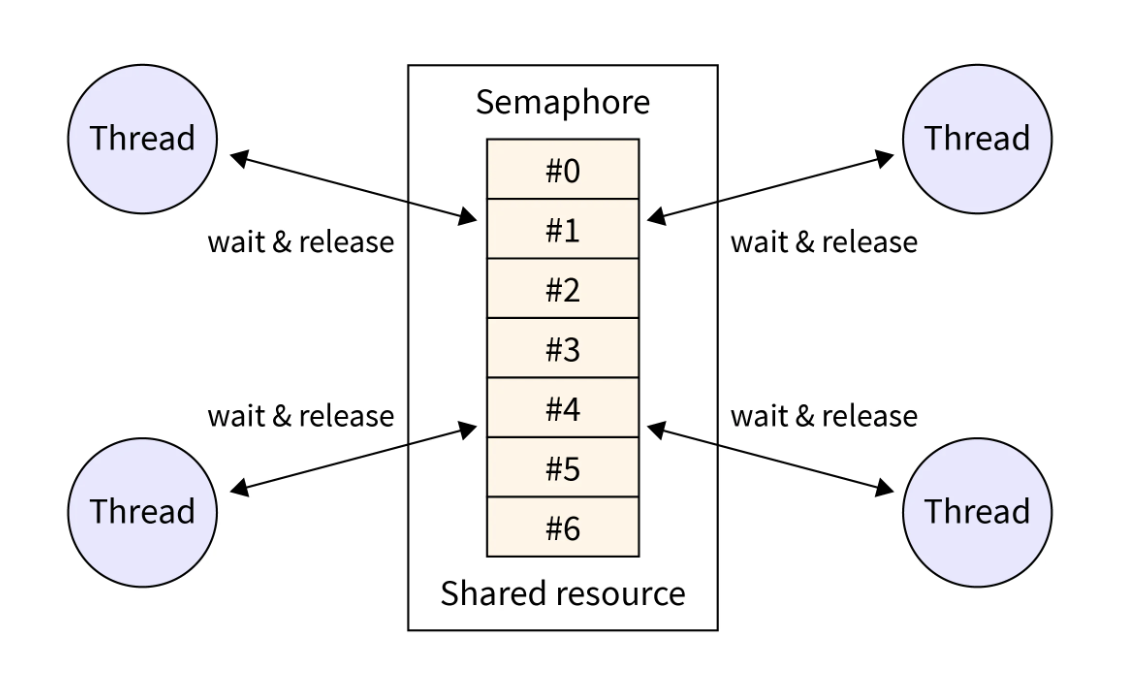 Semaphore
Thread
Thread
#0
#1
wait & release
wait & release
#2
#3
wait & release
wait & release
#4
#5
Thread
Thread
#6
Shared resource